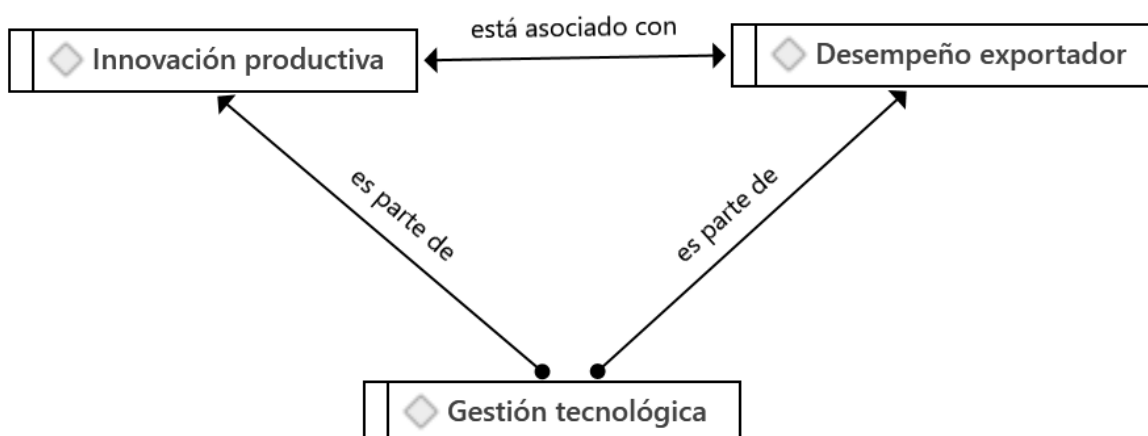 está asociado con
Innovación productiva
Desempeño exportador
es parte de
es parte de
Gestión tecnológica